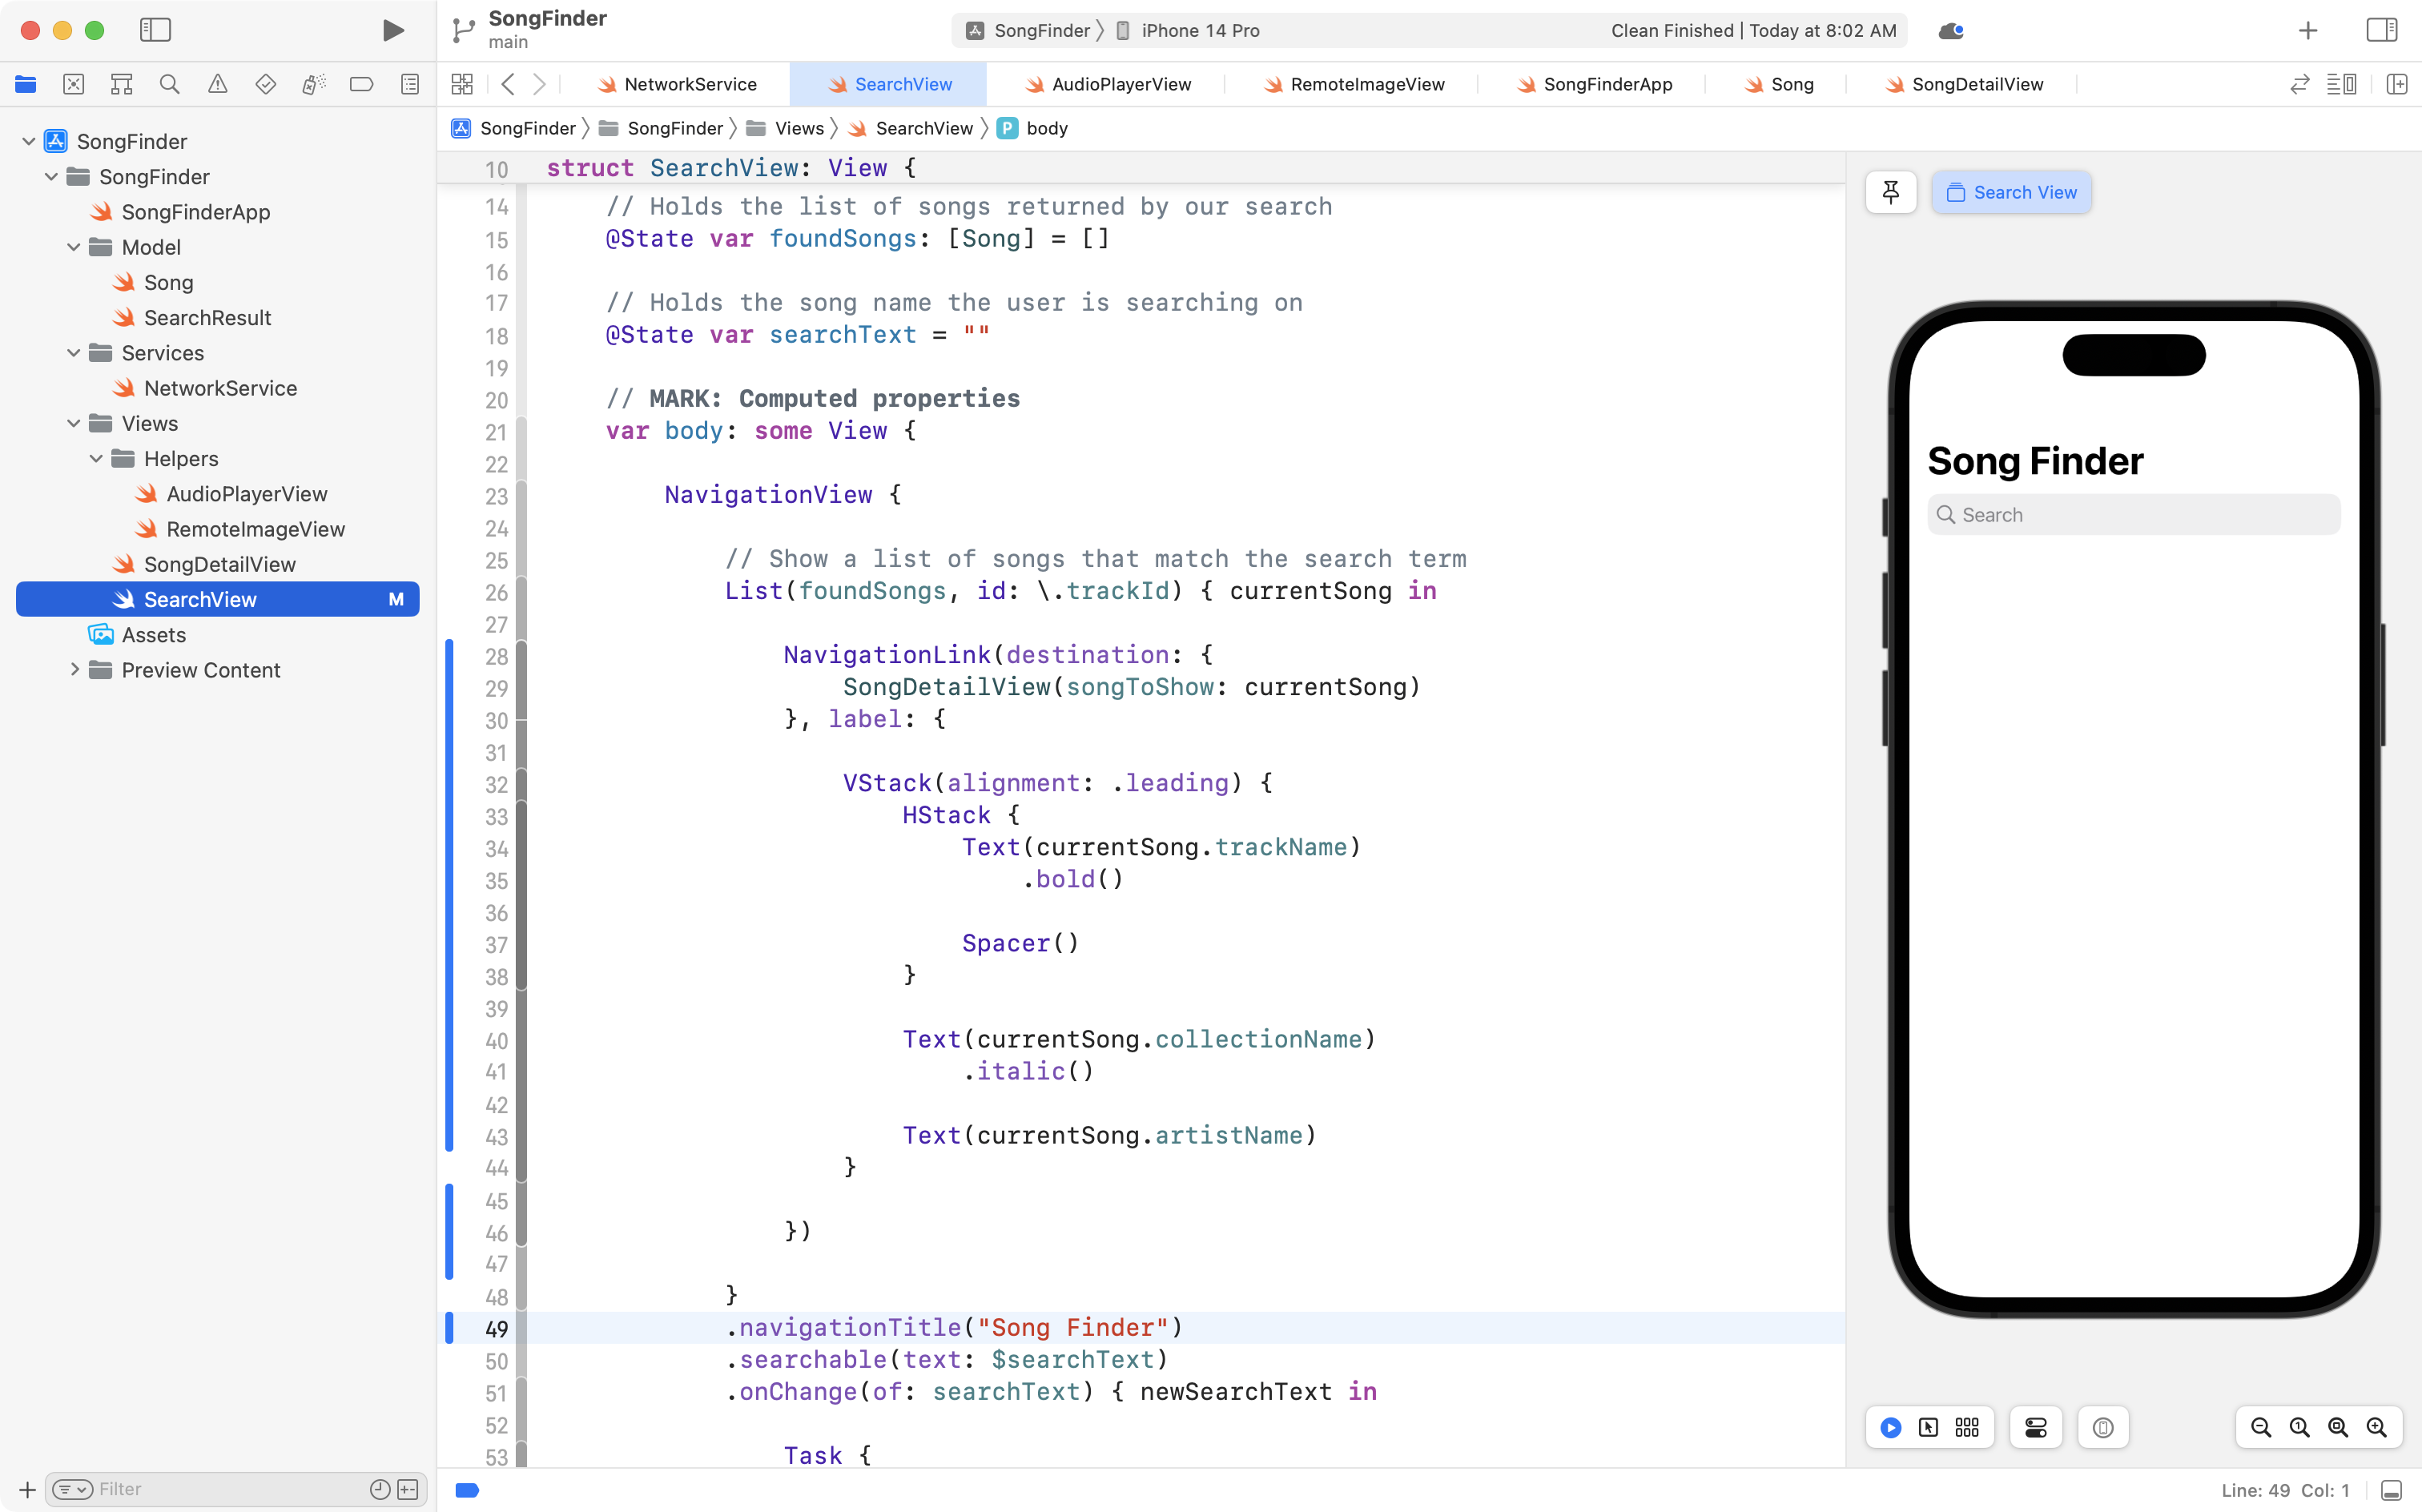 SongFinder
main
SongFinder
iPhone 14 Pro
Clean Finished | Today at 8:02 AM
NetworkService
SearchView
AudioPlayerView
RemoteImageView
SongFinderApp
Song
SongDetailView
SongFinder
SongFinder
Views
SearchView
P
body
SongFinder
SongFinder
SongFinderApp
Model
Song
SearchResult
Services
NetworkService
Views
Helpers
AudioPlayerView
RemoteImageView
SongDetailView
SearchView M
Assets
Preview Content
Filter
10 struct SearchView: View {
14 // Holds the list of songs returned by our search
15 @State var foundSongs: [Song] = []
16
17 // Holds the song name the user is searching on
18 @State var searchText = ""
19
20 // MARK: Computed properties
21 var body: some View {
22
23 NavigationView {
24
25 // Show a list of songs that match the search term
26 List(foundSongs, id: \.trackId) { currentSong in
27
28 NavigationLink(destination: {
29 SongDetailView(songToShow: currentSong)
30 }, label: {
31
32 VStack(alignment: .leading) {
33 HStack {
34 Text(currentSong.trackName)
35 .bold()
36
37 Spacer()
38 }
39
40 Text(currentSong.collectionName)
41 .italic()
42
43 Text(currentSong.artistName)
44 }
45
46 })
47
48 }
49 .navigationTitle("Song Finder")
50 .searchable(text: $searchText)
51 .onChange(of: searchText) { newSearchText in
52
53 Task {
Search View
Song Finder
Search
Line: 49 Col: 1